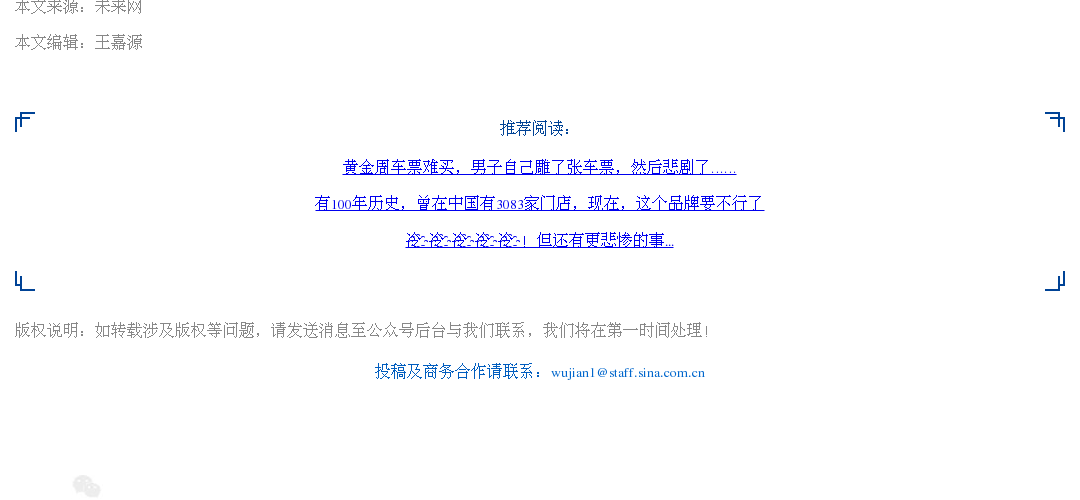 本文来源：未来网
本文编辑：王嘉源
推荐阅读：
黄金周车票难买，男子自己雕了张车票，然后悲剧了……
有100年历史，曾在中国有3083家门店，现在，这个品牌要不行了
冷~冷~冷~冷~冷~！但还有更悲惨的事...
版权说明：如转载涉及版权等问题，请发送消息至公众号后台与我们联系，我们将在第一时间处理！
投稿及商务合作请联系：wujian1@staff.sina.com.cn